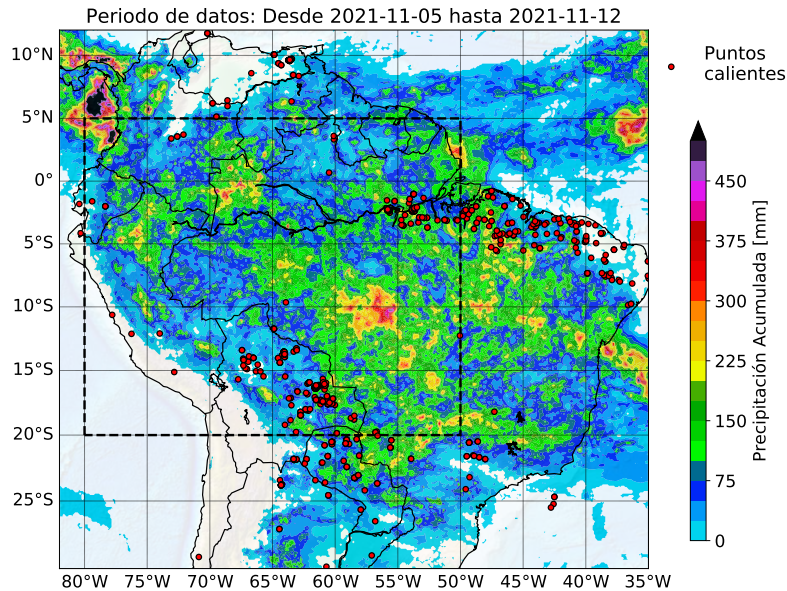 Periodo de datos: Desde 2021-11-05 hasta 2021-11-12
10°N
5°N
0°
5°S
10°S
15°S
20°S
25°S
80°W 75°W 70°W 65°W 60°W 55°W 50°W 45°W 40°W 35°W
Puntos
calientes
450
375
300
225
150
75
0
Precipitación Acumulada [mm]